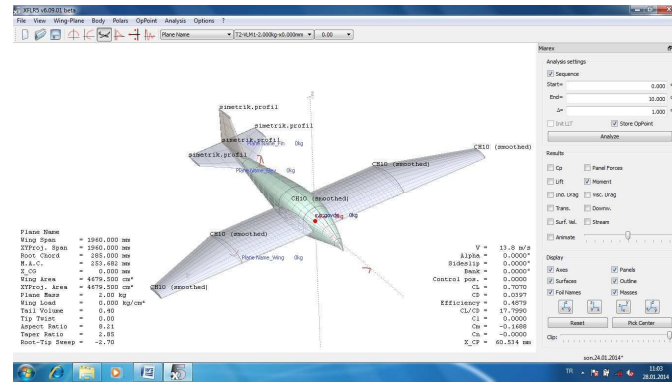 XFLR5 v6.09.01 beta
File View Wing-Plane Body Polars OpPoint Analysis Options ?
Plane Name T2-VLM1-2.000kg-x0.000mm 0.00
Miarex
Analysis settings
Sequence
Start= 0.000 °
End= 10.000 °
Δ= 1.000 °
Init LLT Store OpPoint
Analyze
Results
Cp Panel Forces
Lift Moment
Ind. Drag Visc. Drag
Trans. Downw.
Surf. Vel. Stream
Animate
Display
Axes Panels
Surfaces Outline
Foil Names Masses
Reset Pick Center
Clip:
son.24.01.2014*
simetrik.profil
simetrik.profil
simetrik.profil
Plane Name_Fin 0kg
simetrik.profil
CH10 (smoothed)
CH10 (smoothed)
CH10 (smoothed)
0kg
CH10 (smoothed)
Plane Name_Wing 0kg
CH10 (smoothed)
Plane Name
Wing Span = 1960.000 mm
XYProj. Span = 1960.000 mm
Root Chord = 285.000 mm
M.A.C. = 253.682 mm
X_CG = 0.000 mm
Wing Area = 4679.500 cm²
XYProj. Area = 4679.500 cm²
Plane Mass = 2.00 kg
Wing Load = 0.000 kg/cm²
Tail Volume = 0.40
Tip Twist = 0.00
Aspect Ratio = 8.21
Taper Ratio = 2.85
Root-Tip Sweep = -2.70
V = 13.8 m/s
Alpha = 0.0000°
Sideslip = 0.0000°
Bank = 0.0000°
Control pos. = 0.0000
CL = 0.7070
CD = 0.0397
Efficiency = 0.4879
CL/CD = 17.7990
Cl = 0.0000
Cm = -0.1688
Cn = -0.0000
X_CP = 60.534 mm
TR
11:03
28.01.2014